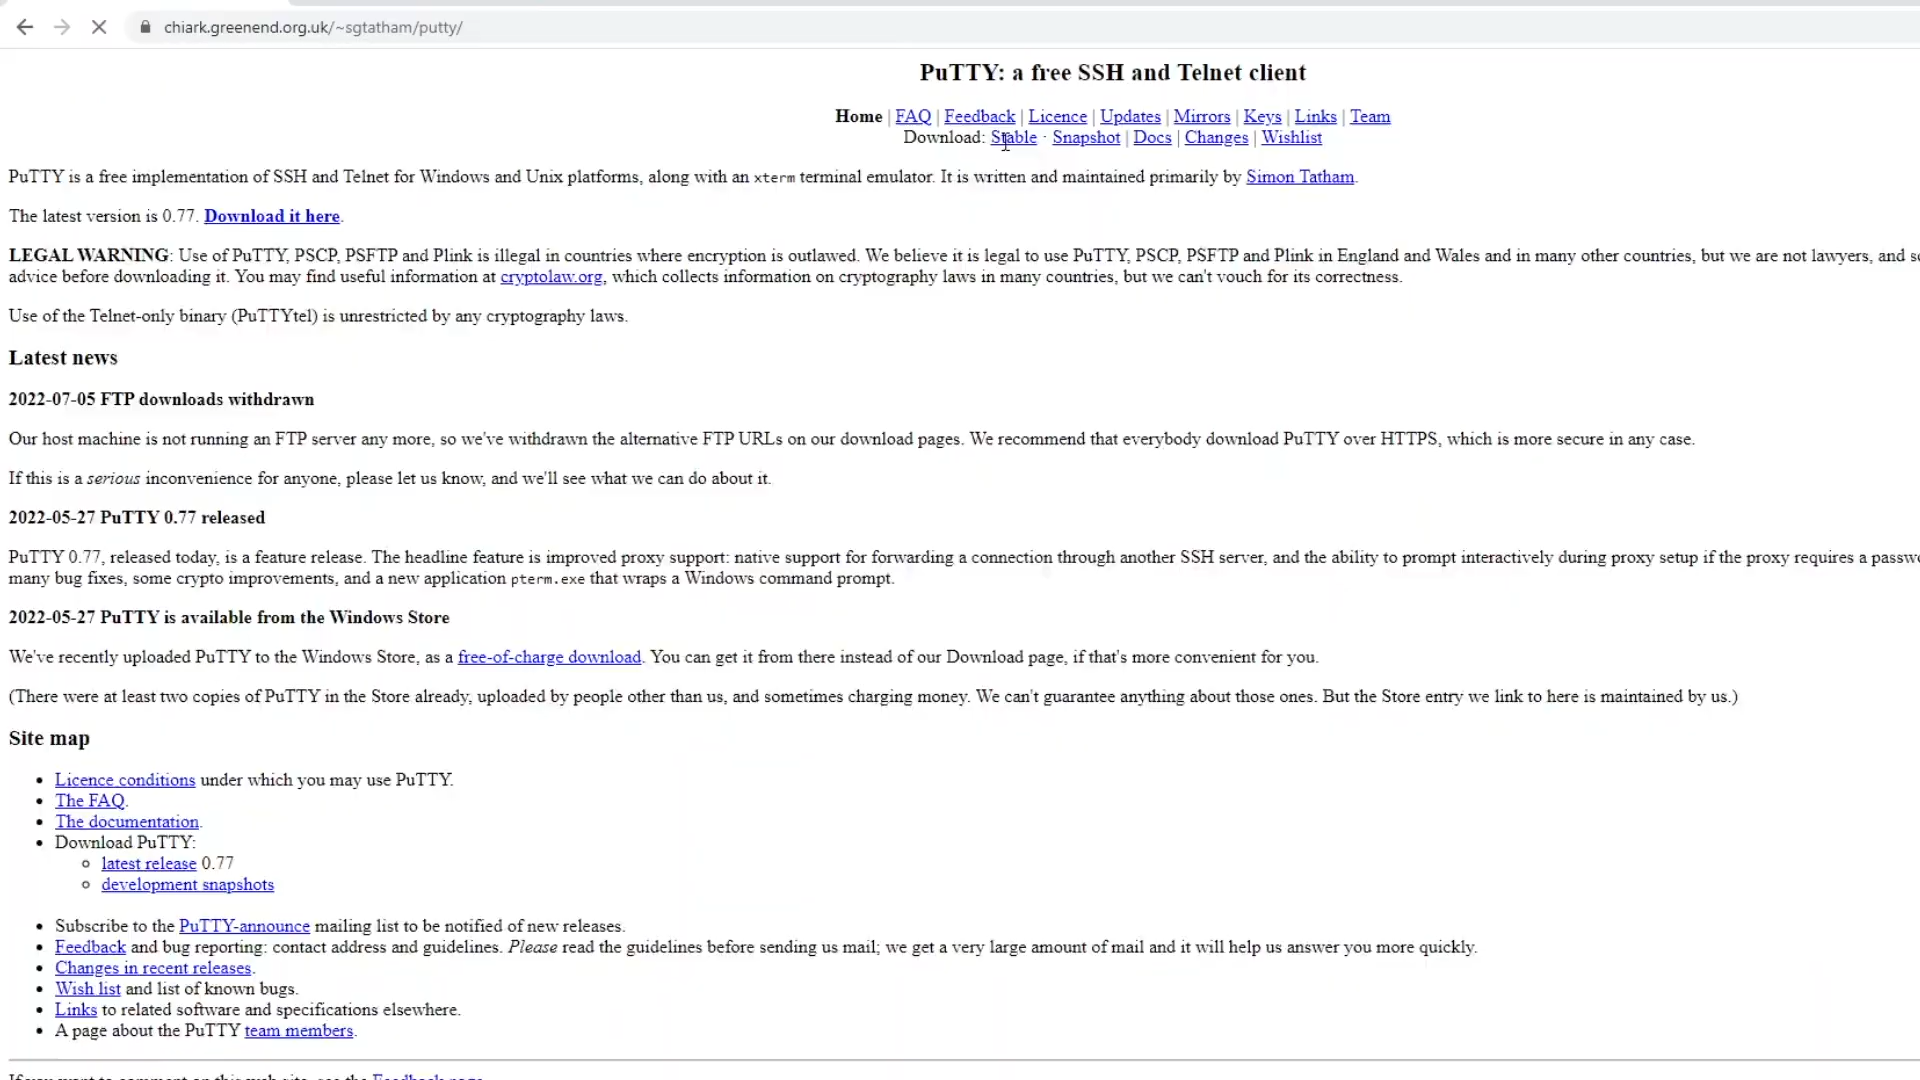 chiark.greenend.org.uk/~sgtatham/putty/
PuTTY: a free SSH and Telnet client
Home | FAQ | Feedback | Licence | Updates | Mirrors | Keys | Links | Team
Download: Stable · Snapshot | Docs | Changes | Wishlist
PuTTY is a free implementation of SSH and Telnet for Windows and Unix platforms, along with an xterm terminal emulator. It is written and maintained primarily by Simon Tatham.
The latest version is 0.77. Download it here.
LEGAL WARNING: Use of PuTTY, PSCP, PSFTP and Plink is illegal in countries where encryption is outlawed. We believe it is legal to use PuTTY, PSCP, PSFTP and Plink in England and Wales and in many other countries, but we are not lawyers, and
advice before downloading it. You may find useful information at cryptolaw.org, which collects information on cryptography laws in many countries, but we can't vouch for its correctness.
Use of the Telnet-only binary (PuTTYtel) is unrestricted by any cryptography laws.
Latest news
2022-07-05 FTP downloads withdrawn
Our host machine is not running an FTP server any more, so we've withdrawn the alternative FTP URLs on our download pages. We recommend that everybody download PuTTY over HTTPS, which is more secure in any case.
If this is a serious inconvenience for anyone, please let us know, and we'll see what we can do about it.
2022-05-27 PuTTY 0.77 released
PuTTY 0.77, released today, is a feature release. The headline feature is improved proxy support: native support for forwarding a connection through another SSH server, and the ability to prompt interactively during proxy setup if the proxy requires a
many bug fixes, some crypto improvements, and a new application pterm.exe that wraps a Windows command prompt.
2022-05-27 PuTTY is available from the Windows Store
We've recently uploaded PuTTY to the Windows Store, as a free-of-charge download. You can get it from there instead of our Download page, if that's more convenient for you.
(There were at least two copies of PuTTY in the Store already, uploaded by people other than us, and sometimes charging money. We can't guarantee anything about those ones. But the Store entry we link to here is maintained by us.)
Site map
• Licence conditions under which you may use PuTTY.
• The FAQ.
• The documentation.
• Download PuTTY:
◦ latest release 0.77
◦ development snapshots
• Subscribe to the PuTTY-announce mailing list to be notified of new releases.
• Feedback and bug reporting: contact address and guidelines. Please read the guidelines before sending us mail; we get a very large amount of mail and it will help us answer you more quickly.
• Changes in recent releases.
• Wish list and list of known bugs.
• Links to related software and specifications elsewhere.
• A page about the PuTTY team members.